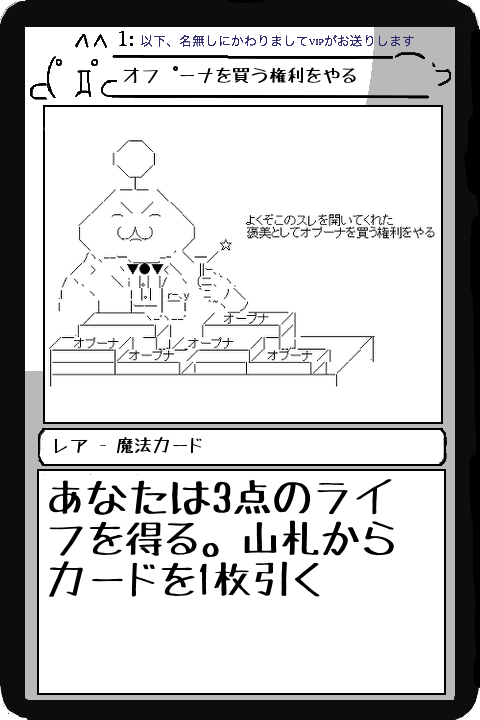 1: 以下、名無しにかわりましてVIPがお送りします
オプーナを買う権利をやる
よくぞこのスレを開いてくれた
褒美としてオプーナを買う権利をやる
オプーナ
オプーナ オプーナ
オプーナ オプーナ
レア - 魔法カード
あなたは3点のライ
フを得る。山札から
カードを1枚引く